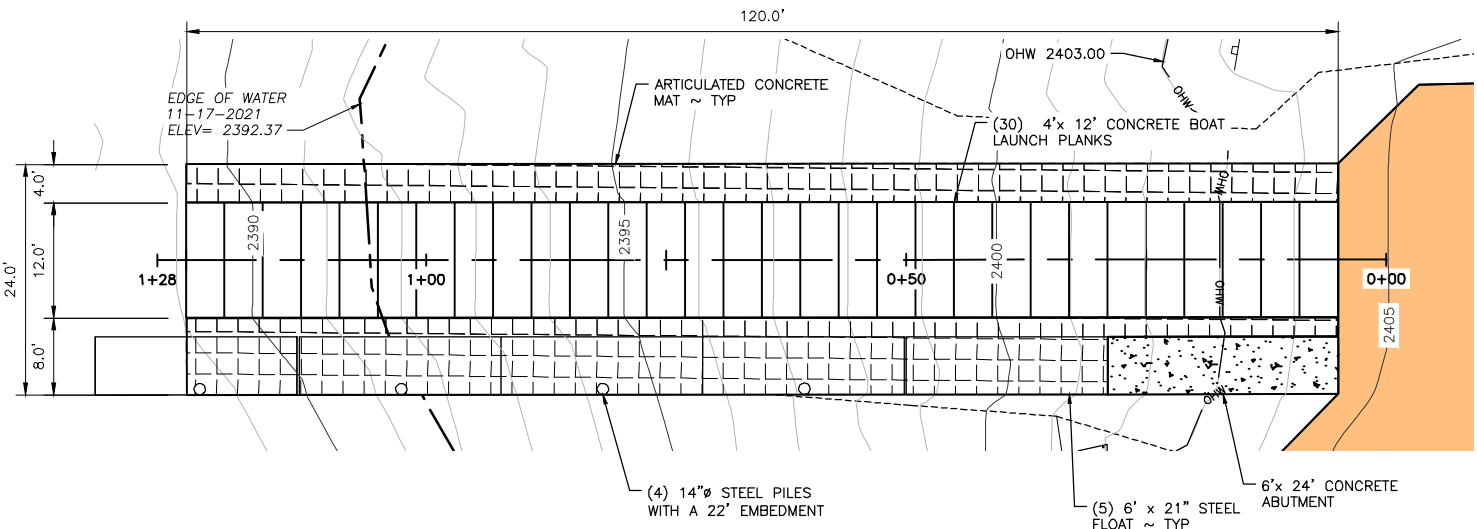 120.0'
OHW 2403.00
OHW
ARTICULATED CONCRETE
MAT ~ TYP
EDGE OF WATER
11-17-2021
ELEV= 2392.37
(30) 4'x 12' CONCRETE BOAT
LAUNCH PLANKS
4.0'
12.0'
24.0'
8.0'
2390
2395
2400
2405
OHW
OHW
OHW
1+28
1+00
0+50
0+00
(4) 14"ø STEEL PILES
WITH A 22' EMBEDMENT
(5) 6' x 21" STEEL
FLOAT ~ TYP
6'x 24' CONCRETE
ABUTMENT